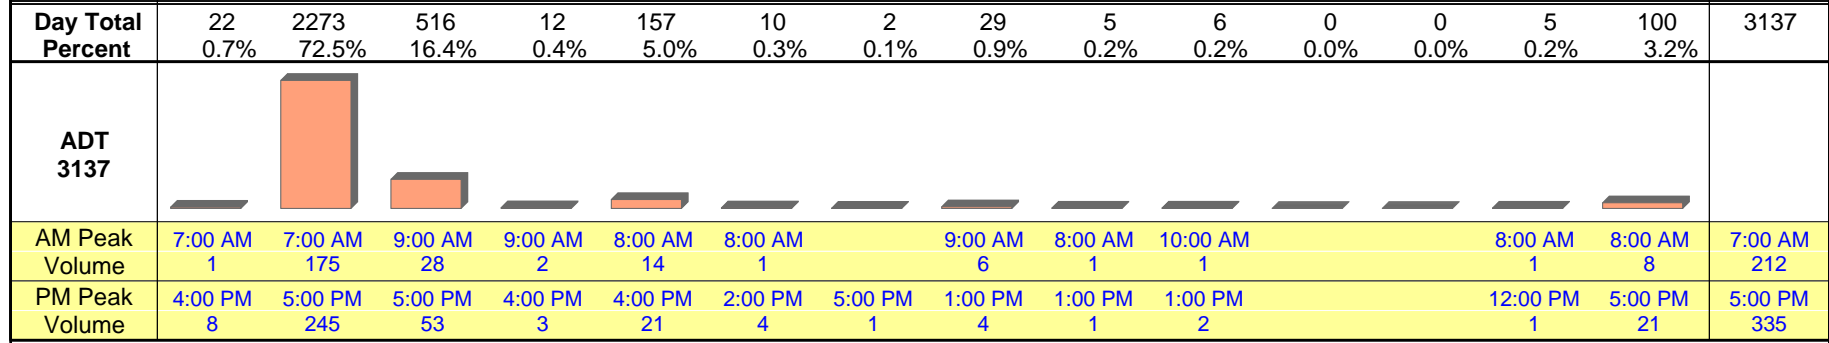 Day Total 22 2273 516 12 157 10 2 29 5 6 0 0 5 100 3137
Percent 0.7% 72.5% 16.4% 0.4% 5.0% 0.3% 0.1% 0.9% 0.2% 0.2% 0.0% 0.0% 0.2% 3.2%
ADT
3137
AM Peak 7:00 AM 7:00 AM 9:00 AM 9:00 AM 8:00 AM 8:00 AM 9:00 AM 8:00 AM 10:00 AM 8:00 AM 8:00 AM 7:00 AM
Volume 1 175 28 2 14 1 6 1 1 1 8 212
PM Peak 4:00 PM 5:00 PM 5:00 PM 4:00 PM 4:00 PM 2:00 PM 5:00 PM 1:00 PM 1:00 PM 1:00 PM 12:00 PM 5:00 PM 5:00 PM
Volume 8 245 53 3 21 4 1 4 1 2 1 21 335